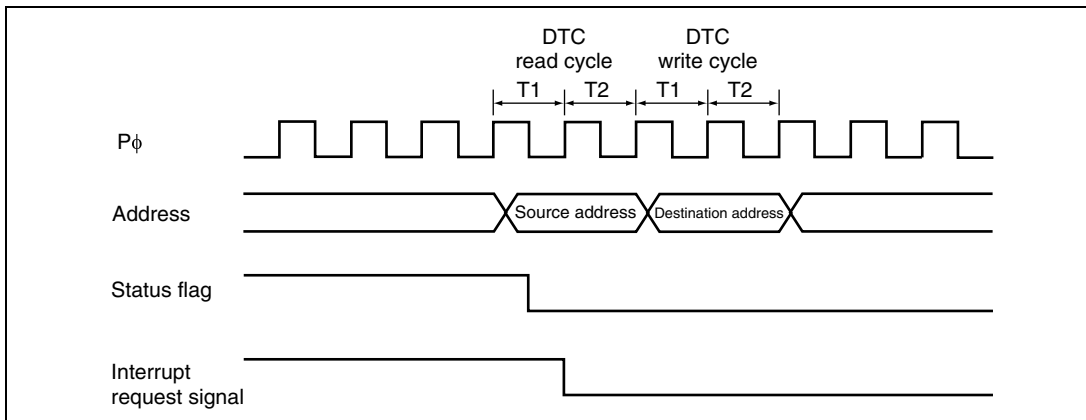 DTC
read cycle
DTC
write cycle
T1
T2
T1
T2
Pϕ
Address
Source address
Destination address
Status flag
Interrupt
request signal